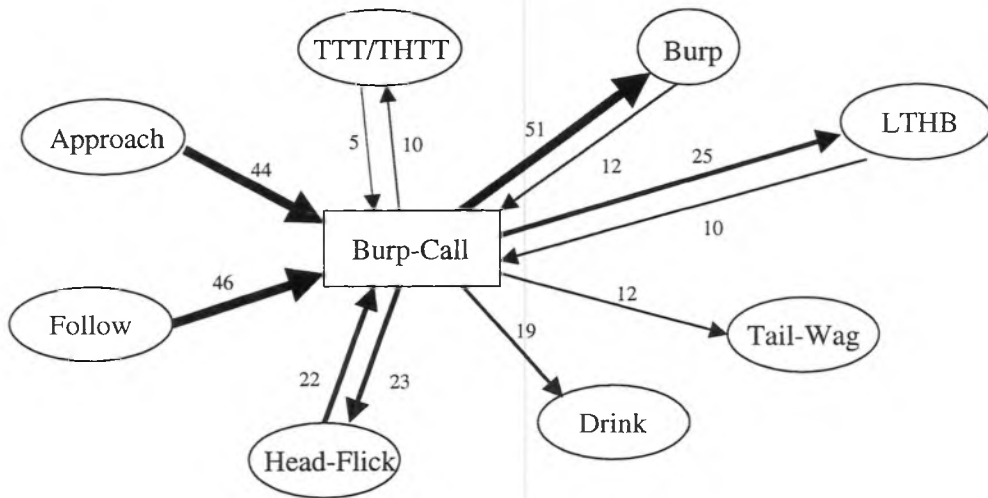 TTT/THTT
Burp
51
LTHB
Approach
5
10
12
25
44
10
Burp-Call
46
12
Follow
19
Tail-Wag
22
23
Drink
Head-Flick